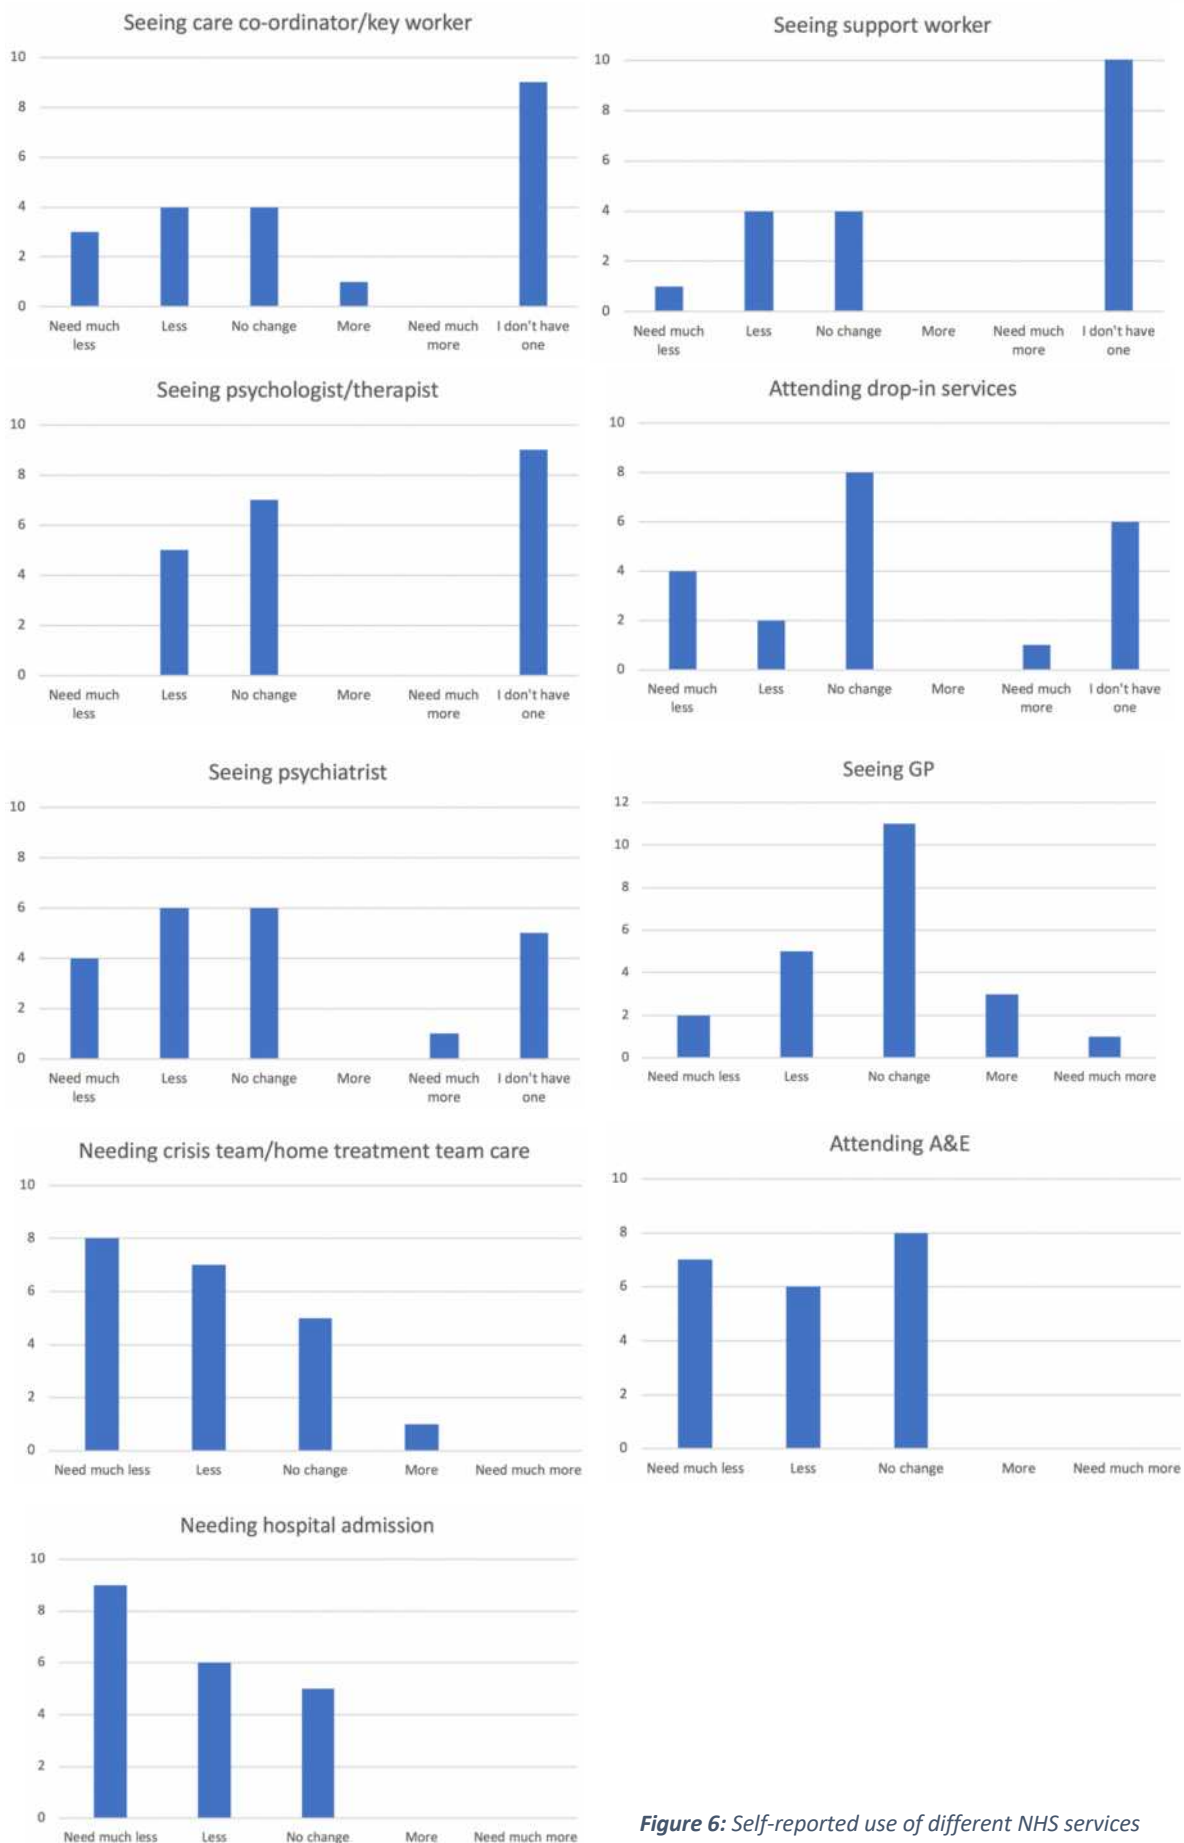 Seeing care co-ordinator/key worker
10
8
6
4
2
0
Need much less
Less
No change
More
Need much more
I don't have one
Seeing support worker
10
8
6
4
2
0
Need much less
Less
No change
More
Need much more
I don't have one
Seeing psychologist/therapist
10
8
6
4
2
0
Need much less
Less
No change
More
Need much more
I don't have one
Attending drop-in services
10
8
6
4
2
0
Need much less
Less
No change
More
Need much more
I don't have one
Seeing psychiatrist
10
8
6
4
2
0
Need much less
Less
No change
More
Need much more
I don't have one
Seeing GP
12
10
8
6
4
2
0
Need much less
Less
No change
More
Need much more
Needing crisis team/home treatment team care
10
8
6
4
2
0
Need much less
Less
No change
More
Need much more
Attending A&E
10
8
6
4
2
0
Need much less
Less
No change
More
Need much more
Needing hospital admission
10
8
6
4
2
0
Need much less
Less
No change
More
Need much more
Figure 6: Self-reported use of different NHS services